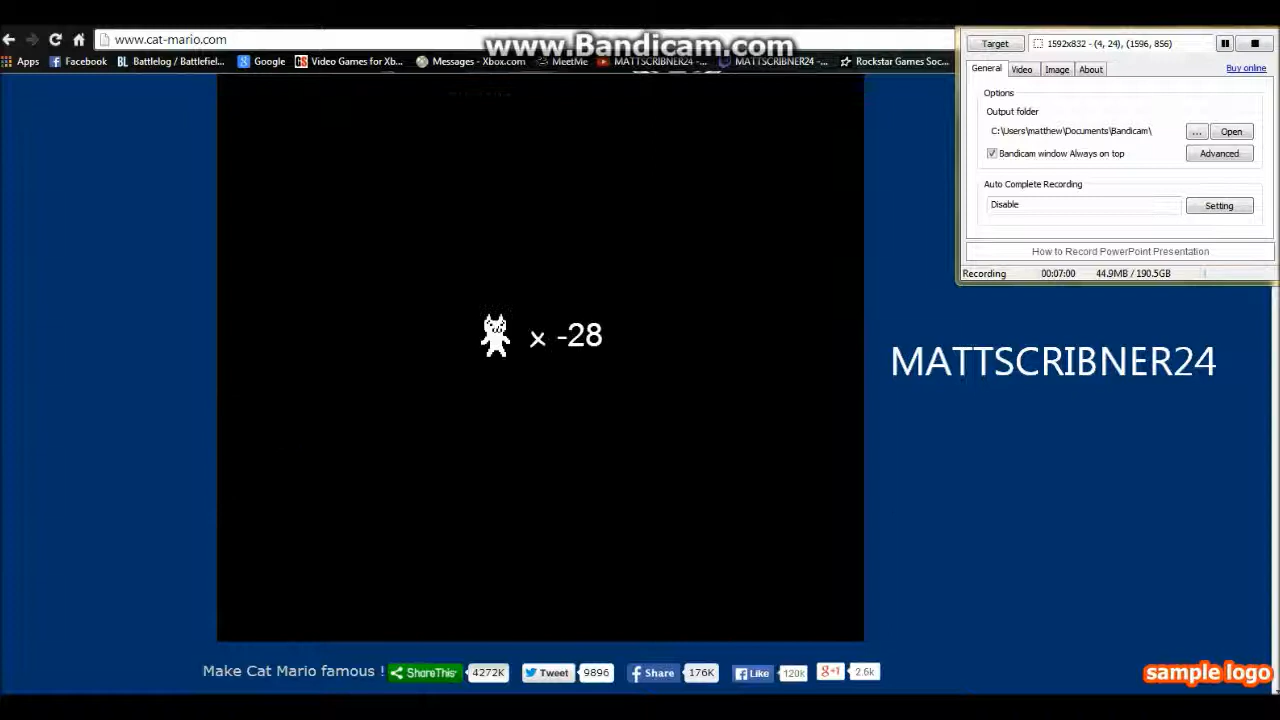 www.cat-mario.com
www.Bandicam.com
Apps Facebook BL Battlelog / Battlefiel... Google Video Games for Xb... Messages - Xbox.com MeetMe MATTSCRIBNER24 -... MATTSCRIBNER24 -... Rockstar Games Soc...
Target 1592x832 - (4, 24), (1596, 856)
General Video Image About Buy online
Options
Output folder
C:\Users\matthew\Documents\Bandicam\ ... Open
Bandicam window Always on top Advanced
Auto Complete Recording
Disable Setting
How to Record PowerPoint Presentation
Recording 00:07:00 44.9MB / 190.5GB
x -28
MATTSCRIBNER24
Make Cat Mario famous ! ShareThis 4272K Tweet 9896 Share 176K Like 120k +1 2.6k
sample logo